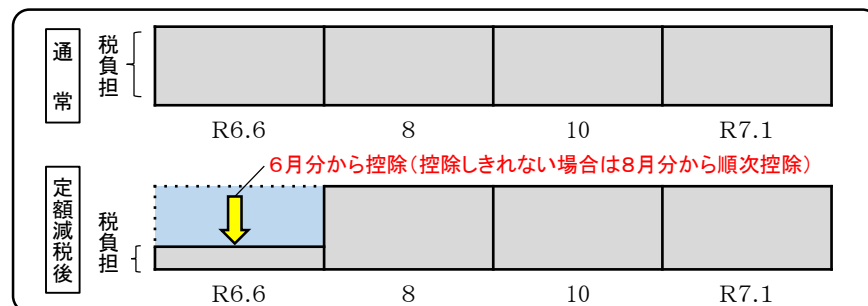 通常
税負担
R6.6 8 10 R7.1
6月分から控除(控除しきれない場合は8月分から順次控除)
定額減税後
税負担
R6.6 8 10 R7.1